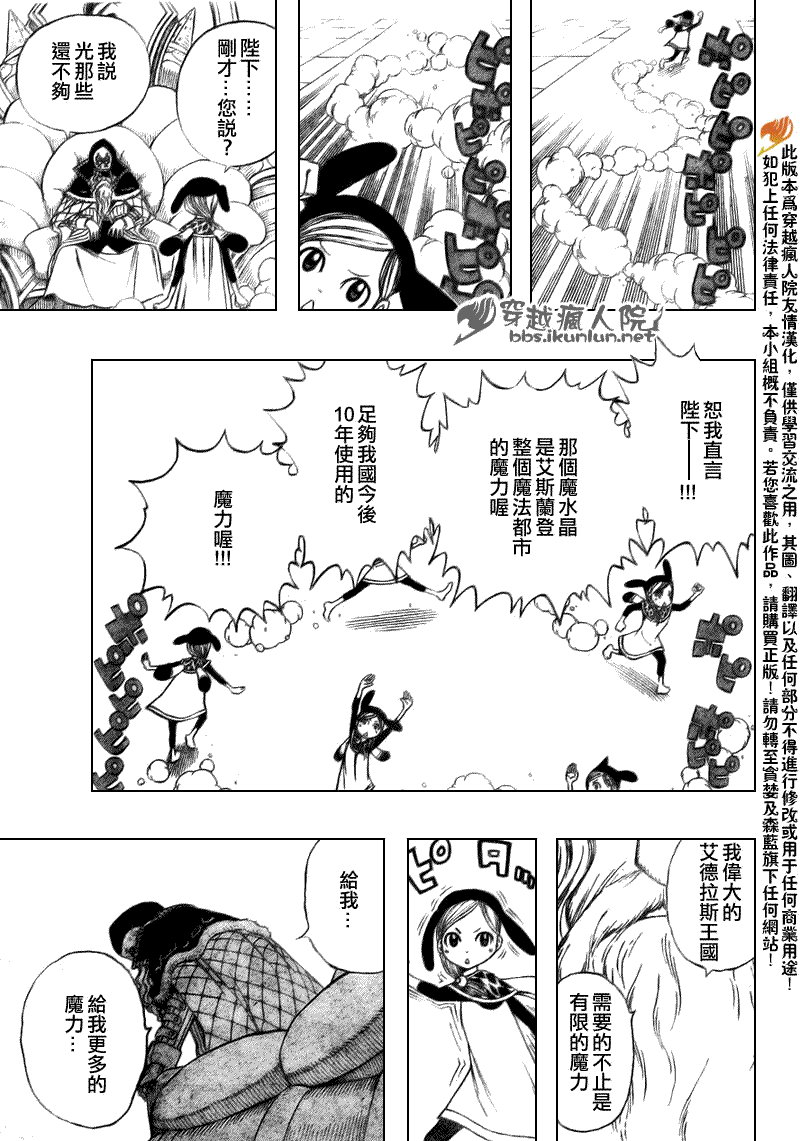 陛下……
剛才…您説？
我説
光那些
還不夠
穿越瘋人院
bbs.ikunlun.net
恕我直言
陛下——!!!
那個魔水晶
是艾斯蘭登
整個魔法都市
的魔力喔
足夠我國今後
10年使用的
魔力喔!!!
我偉大的
艾德拉斯王國
需要的不止是
有限的魔力
ピタ…
給我…
給我更多的
魔力…
此版本爲穿越瘋人院友情漢化，僅供學習交流之用，其圖、翻譯以及任何部分不得進行修改或用于任何商業用途！
如犯上任何法律責任，本小組概不負責。若您喜歡此作品，請購買正版！請勿轉至貪婪及森藍旗下任何網站！